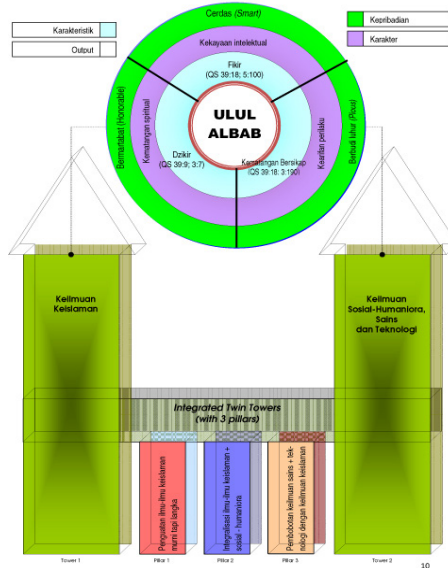 Karakteristik
Output
Kepribadian
Karakter
Cerdas (Smart)
Kekayaan intelektual
Fikir
(QS 39:18; 5:100)
ULUL
ALBAB
Bermartabat (Honorable)
Kematangan spiritual
Dzikir
(QS 39:9; 3:7)
Kematangan Bersikap
(QS 39:18; 3:190)
Kearifan perilaku
Berbudi luhur (Pious)
Keilmuan
Keislaman
Keilmuan
Sosial-Humaniora,
Sains
dan Teknologi
Integrated Twin Towers
(with 3 pillars)
Penguatan ilmu-ilmu keislaman
murni tapi langka
Integralisasi ilmu-ilmu keislaman +
sosial - humaniora
Pembobotan keilmuan sains + tek-
nologi dengan keilmuan keislaman
Tower 1
Pillar 1
Pillar 2
Pillar 3
Tower 2
10